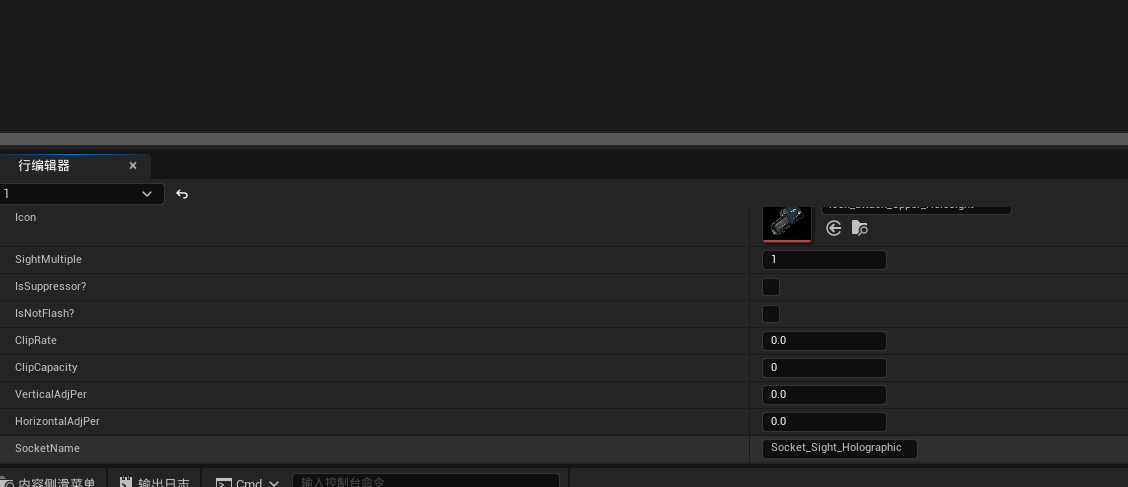 行编辑器
1
Icon
SightMultiple
1
IsSuppressor?
IsNotFlash?
ClipRate
0.0
ClipCapacity
0
VerticalAdjPer
0.0
HorizontalAdjPer
0.0
SocketName
Socket_Sight_Holographic
内容侧滑菜单
输出日志
Cmd
输入控制台命令